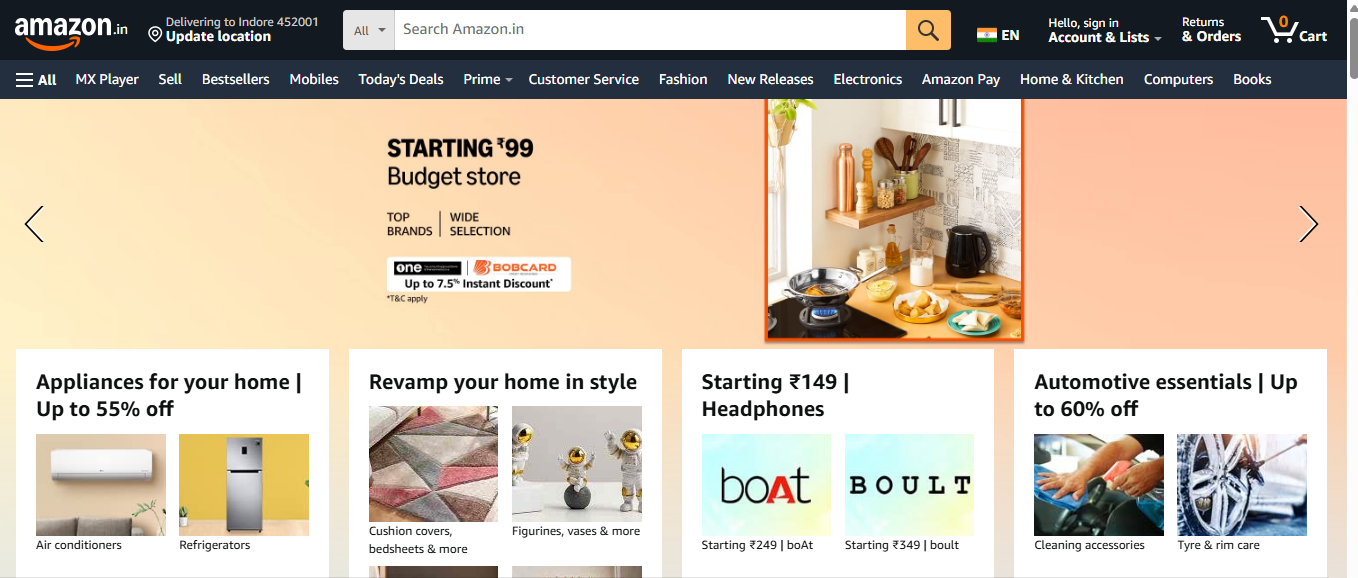 amazon.in
Delivering to Indore 452001
Update location
All
Search Amazon.in
EN
Hello, sign in
Account & Lists
Returns
& Orders
0
Cart
All
MX Player
Sell
Bestsellers
Mobiles
Today's Deals
Prime
Customer Service
Fashion
New Releases
Electronics
Amazon Pay
Home & Kitchen
Computers
Books
STARTING ₹99
Budget store
TOP
BRANDS
WIDE
SELECTION
one
BOBCARD
Up to 7.5% Instant Discount*
*T&C apply
Appliances for your home |
Up to 55% off
Air conditioners
Refrigerators
Revamp your home in style
Cushion covers,
bedsheets & more
Figurines, vases & more
Starting ₹149 |
Headphones
boAt
BOULT
Starting ₹249 | boAt
Starting ₹349 | boult
Automotive essentials | Up
to 60% off
Cleaning accessories
Tyre & rim care